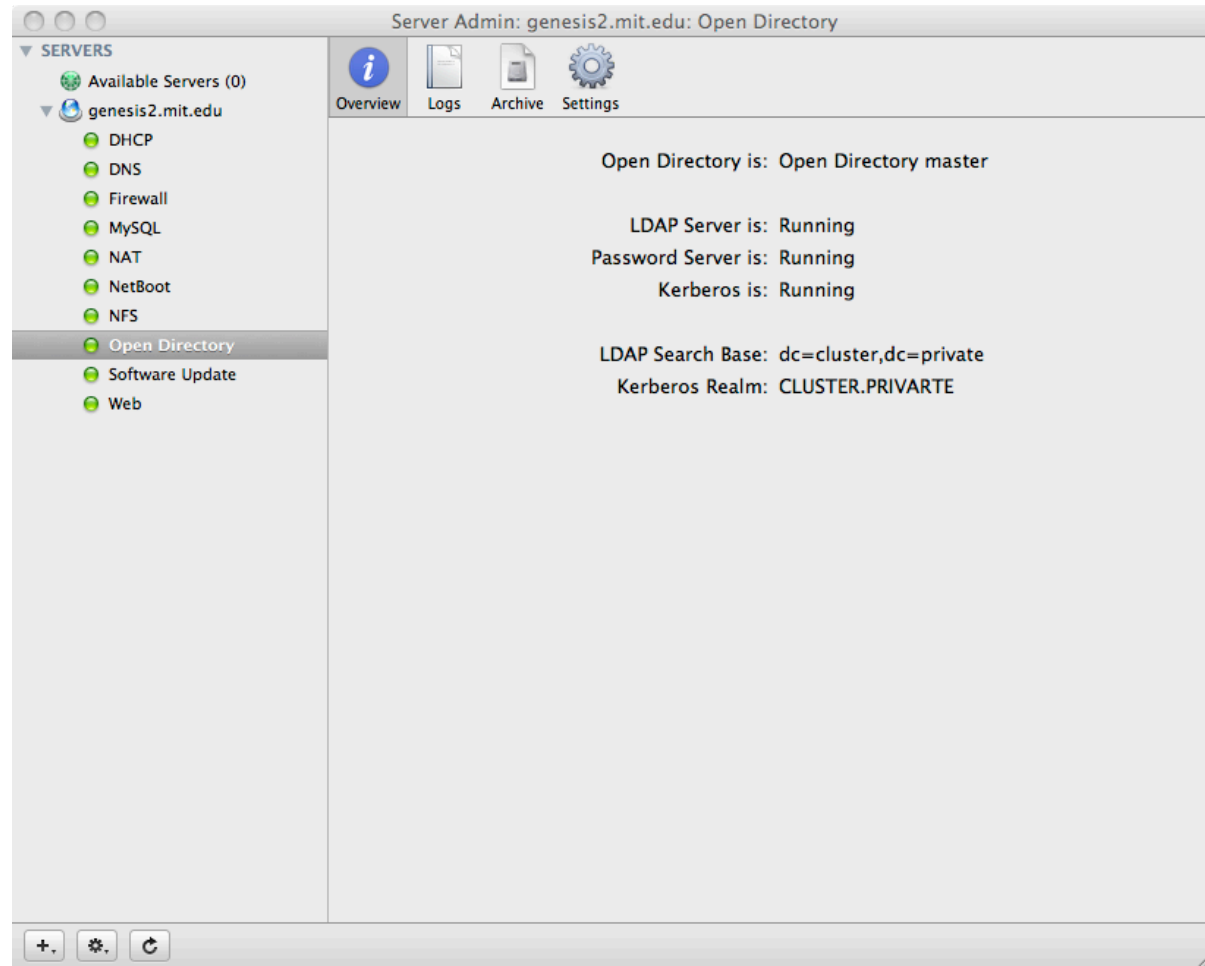 Server Admin: genesis2.mit.edu: Open Directory
SERVERS
Available Servers (0)
genesis2.mit.edu
DHCP
DNS
Firewall
MySQL
NAT
NetBoot
NFS
Open Directory
Software Update
Web
Overview Logs Archive Settings
Open Directory is: Open Directory master
LDAP Server is: Running
Password Server is: Running
Kerberos is: Running
LDAP Search Base: dc=cluster,dc=private
Kerberos Realm: CLUSTER.PRIVARTE